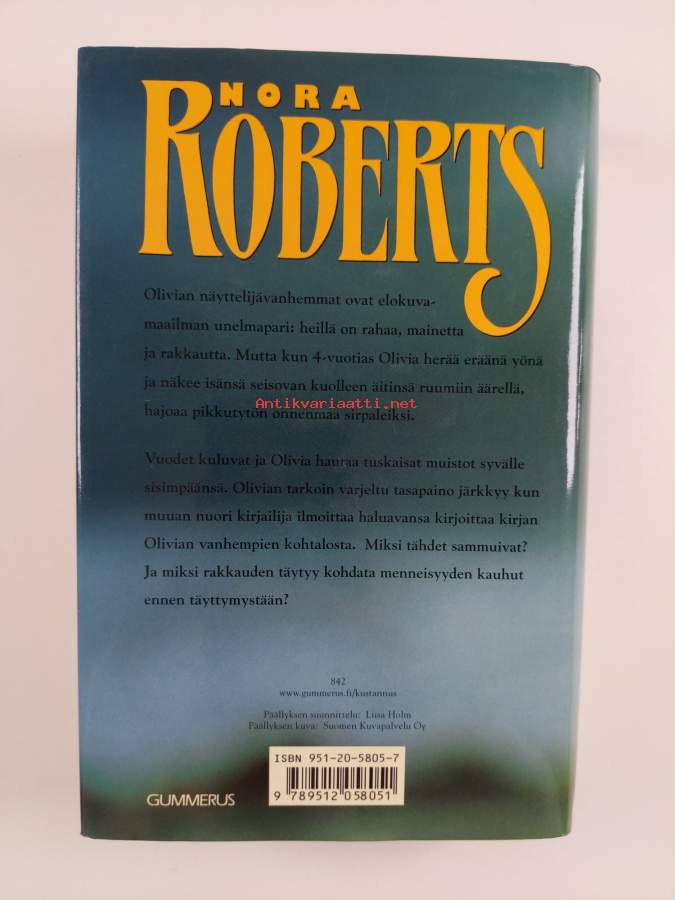 NORA
ROBERTS
Olivian näyttelijävanhemmat ovat elokuva-
maailman unelmapari: heillä on rahaa, mainetta
ja rakkautta. Mutta kun 4-vuotias Olivia herää eräänä yönä
ja näkee isänsä seisovan kuolleen äitinsä ruumiin äärellä,
Antikvariaatti.net
hajoaa pikkutytön onnenmaa sirpaleiksi.
Vuodet kuluvat ja Olivia hautaa tuskaisat muistot syvälle
sisimpäänsä. Olivian tarkoin varjeltu tasapaino järkkyy kun
muuan nuori kirjailija ilmoittaa haluavansa kirjoittaa kirjan
Olivian vanhempien kohtalosta. Miksi tähdet sammuivat?
Ja miksi rakkauden täytyy kohdata menneisyyden kauhut
ennen täyttymystään?
842
www.gummerus.fi/kustannus
Päällyksen suunnittelu: Liisa Holm
Päällyksen kuva: Suomen Kuvapalvelu Oy
ISBN 951-20-5805-7
9 789512 058051
GUMMERUS